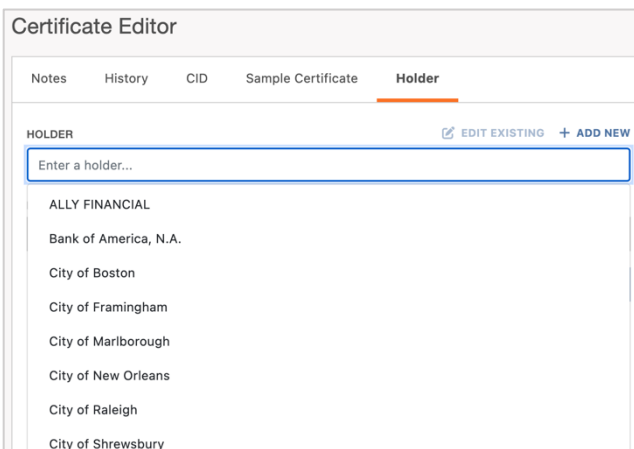 Certificate Editor
Notes History CID Sample Certificate Holder
HOLDER EDIT EXISTING + ADD NEW
Enter a holder...
ALLY FINANCIAL
Bank of America, N.A.
City of Boston
City of Framingham
City of Marlborough
City of New Orleans
City of Raleigh
City of Shrewsbury